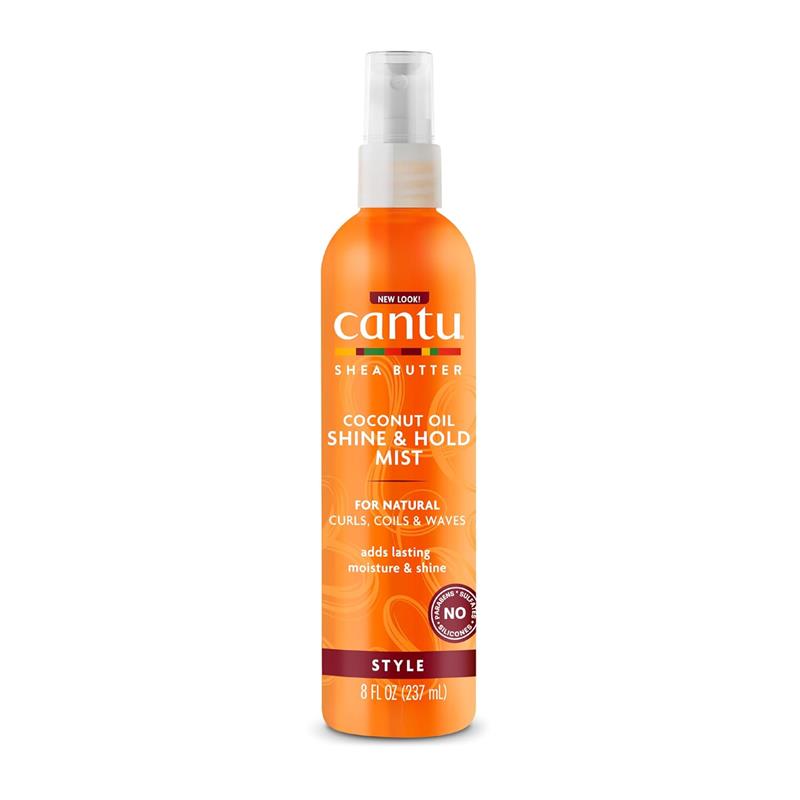 NEW LOOK!
cantu
SHEA BUTTER
COCONUT OIL
SHINE & HOLD
MIST
FOR NATURAL
CURLS, COILS & WAVES
adds lasting
moisture & shine
PARABENS • SULFATES • SILICONES •
NO
STYLE
8 FL OZ (237 mL)